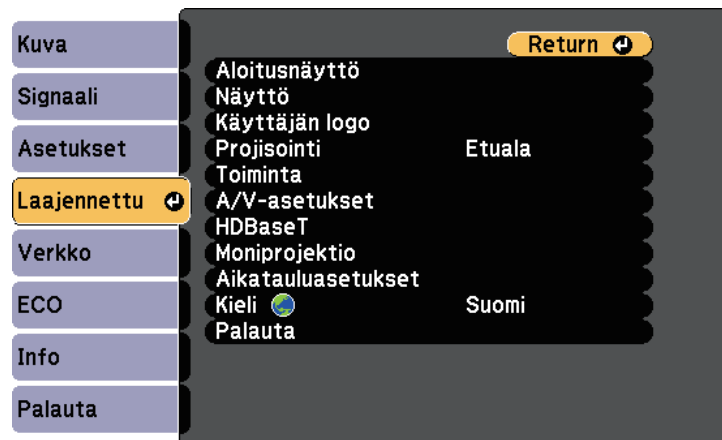 Kuva
Signaali
Asetukset
Laajennettu
Verkko
ECO
Info
Palauta
Return
Aloitusnäyttö
Näyttö
Käyttäjän logo
Projisointi Etuala
Toiminta
A/V-asetukset
HDBaseT
Moniprojektio
Aikatauluasetukset
Kieli Suomi
Palauta